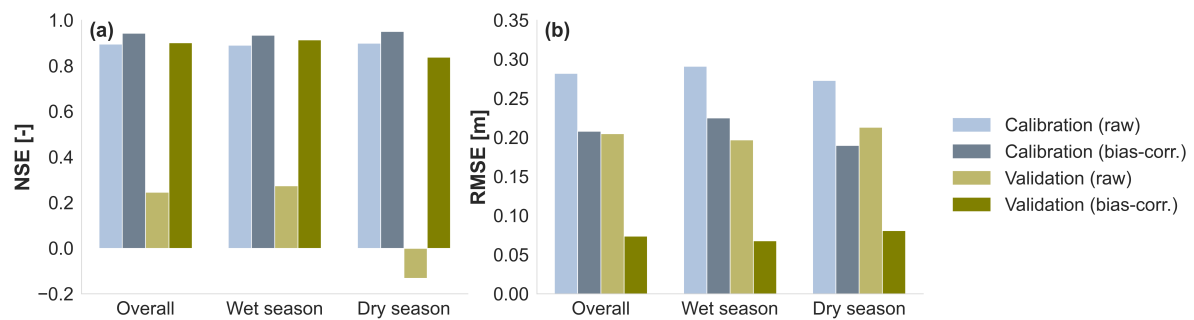 (a)
NSE [-]
1.0
0.8
0.6
0.4
0.2
0.0
−0.2
Overall
Wet season
Dry season
(b)
RMSE [m]
0.35
0.30
0.25
0.20
0.15
0.10
0.05
0.00
Overall
Wet season
Dry season
Calibration (raw)
Calibration (bias-corr.)
Validation (raw)
Validation (bias-corr.)